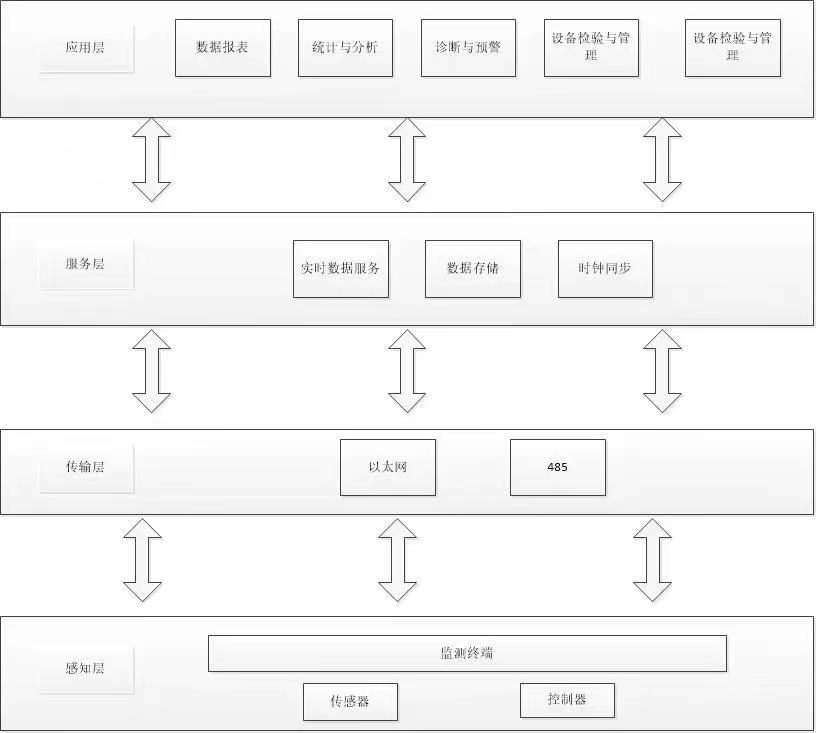 应用层
数据报表
统计与分析
诊断与预警
设备检验与管
理
设备检验与管
理
服务层
实时数据服务
数据存储
时钟同步
传输层
以太网
485
感知层
监测终端
传感器
控制器